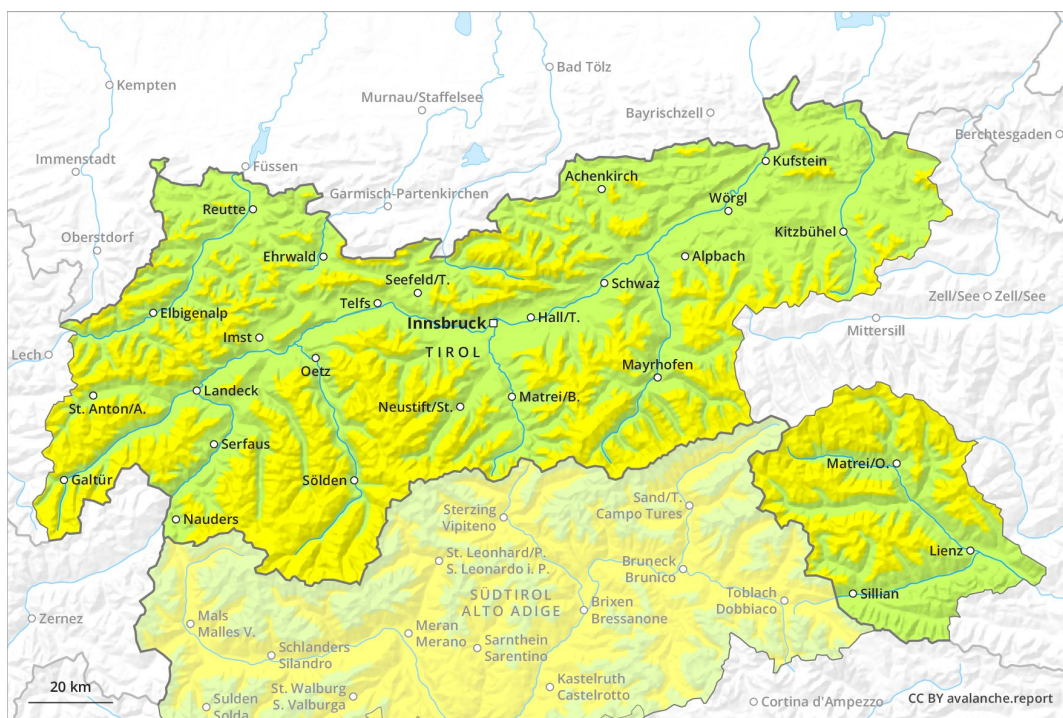 Kempten
Bad Tölz
Murnau/Staffelsee
Bayrischzell
Berchtesgaden
Immenstadt
Füssen
Kufstein
Achenkirch
Garmisch-Partenkirchen
Wörgl
Reutte
Oberstdorf
Kitzbühel
Ehrwald
Alpbach
Seefeld/T.
Schwaz
Telfs
Zell/See
Zell/See
Elbigenalp
Innsbruck
Hall/T.
Mittersill
Imst
Lech
TIROL
Oetz
Mayrhofen
Landeck
St. Anton/A.
Neustift/St.
Matrei/B.
Serfaus
Galtür
Sölden
Matrei/O.
Sand/T.
Campo Tures
Sterzing
Vipiteno
Nauders
Lienz
St. Leonhard/P.
S. Leonardo i. P.
Bruneck
Brunico
SÜDTIROL
ALTO ADIGE
Sillian
Toblach
Dobbiaco
Brixen
Bressanone
Zernez
Mals
Malles V.
Meran
Merano
Sarnthein
Sarentino
Schlanders
Silandro
Kastelruth
Castelrotto
20 km
St. Walburg
S. Valburga
Sulden
Solda
Cortina d'Ampezzo
CC BY avalanche.report